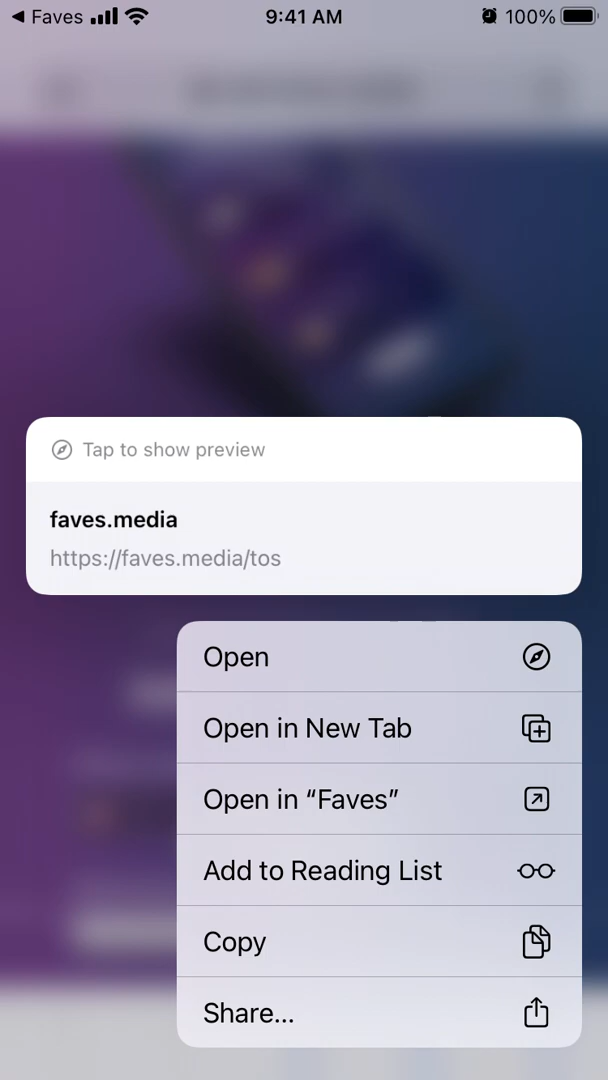 Faves
9:41 AM
100%
Tap to show preview
faves.media
https://faves.media/tos
Open
Open in New Tab
Open in “Faves”
Add to Reading List
Copy
Share...